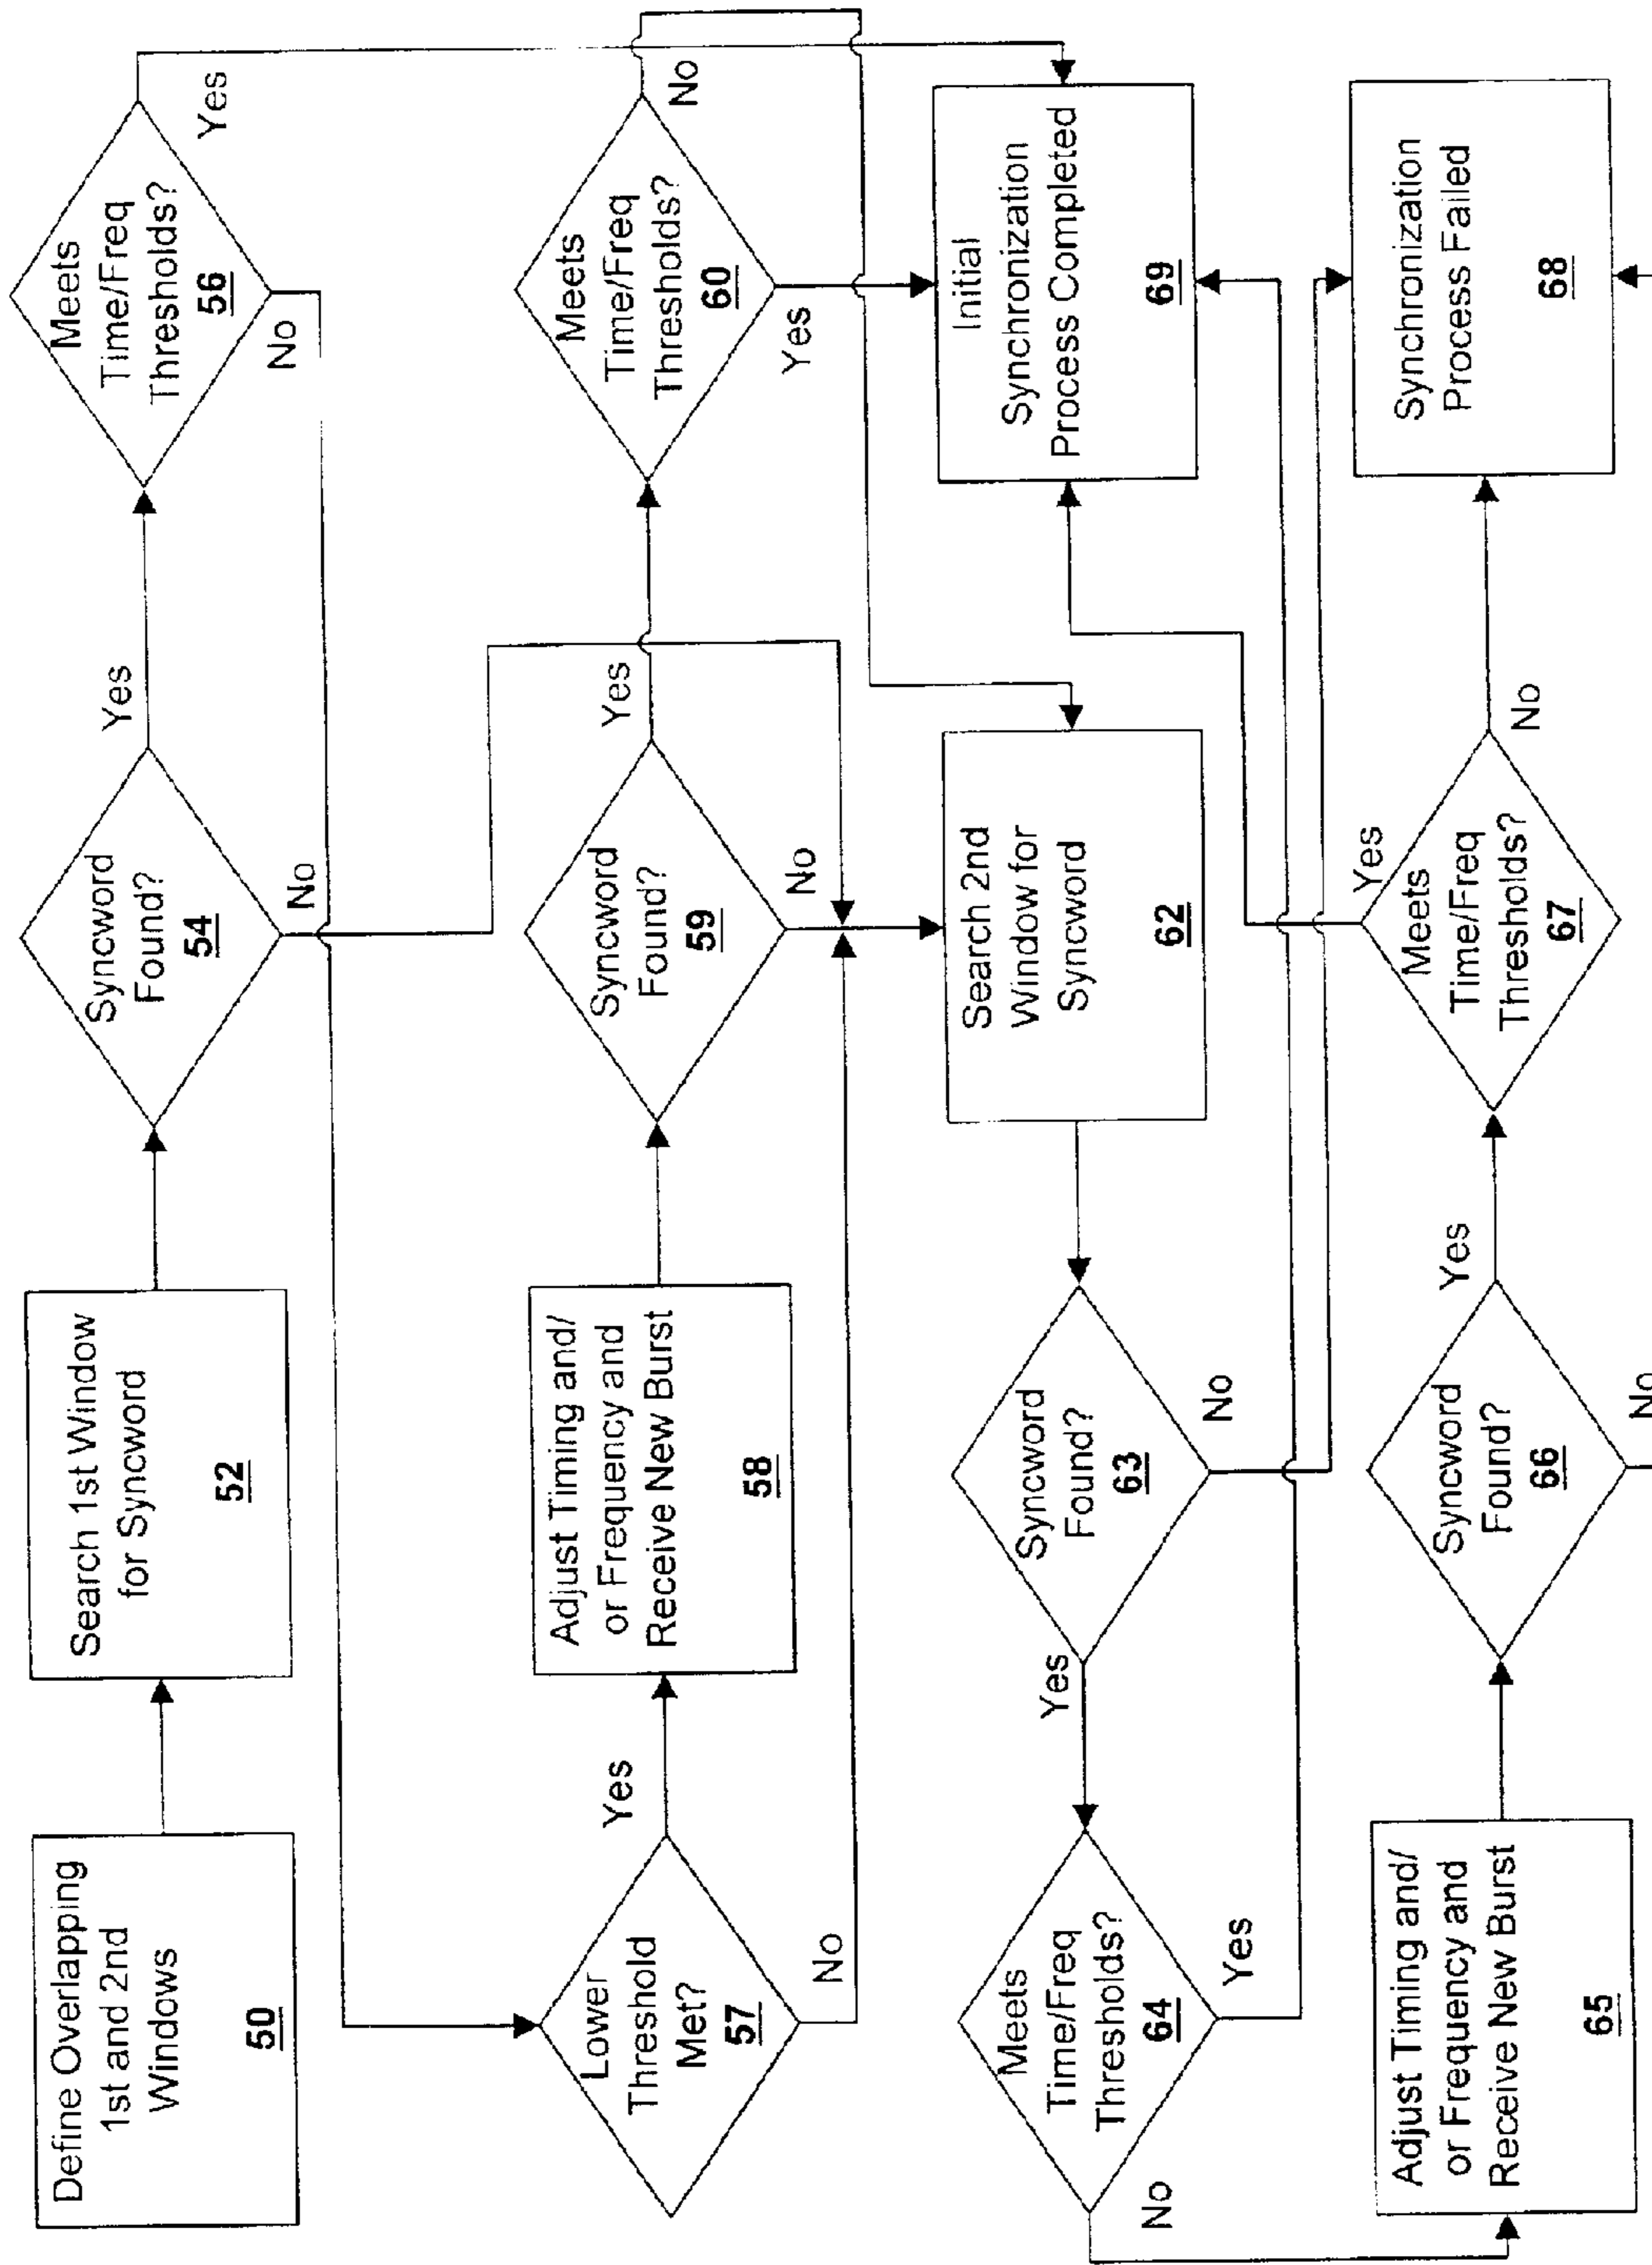 Define Overlapping
1st and 2nd
Windows
50
Search 1st Window
for Syncword
52
Syncword
Found?
54
Yes
No
Meets
Time/Freq
Thresholds?
56
Yes
No
Lower
Threshold
Met?
57
Yes
No
Adjust Timing and/
or Frequency and
Receive New Burst
58
Syncword
Found?
59
Yes
No
Meets
Time/Freq
Thresholds?
60
No
Yes
Meets
Time/Freq
Thresholds?
64
No
Yes
Syncword
Found?
63
Yes
No
Search 2nd
Window for
Syncword
62
Initial
Synchronization
Process Completed
69
Adjust Timing and/
or Frequency and
Receive New Burst
65
Syncword
Found?
66
Yes
No
Meets
Time/Freq
Thresholds?
67
Yes
No
Synchronization
Process Failed
68